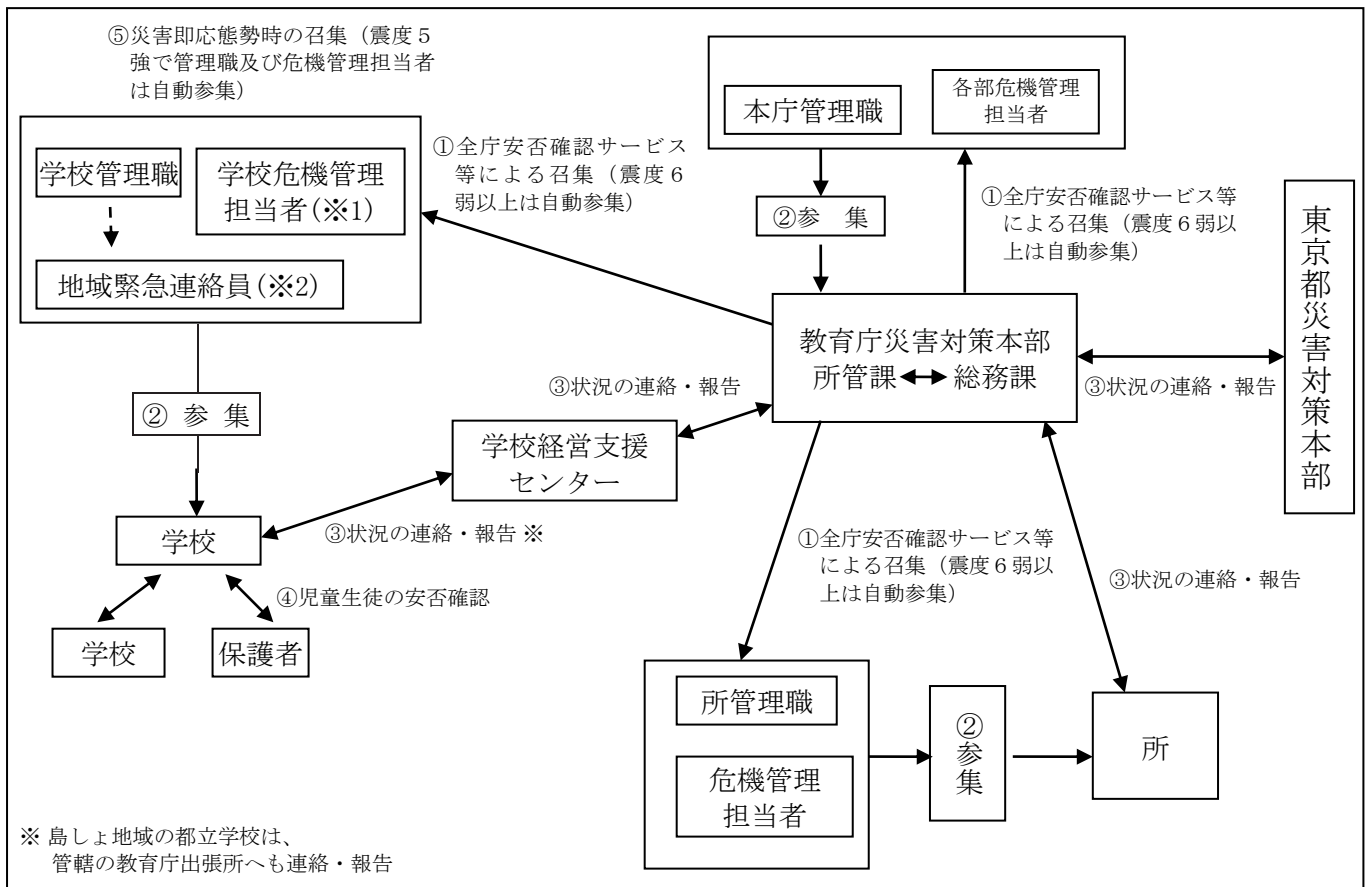 ⑤災害即応態勢時の召集（震度５
強で管理職及び危機管理担当者
は自動参集）
学校管理職
学校危機管理
担当者(※1)
地域緊急連絡員(※2)
①全庁安否確認サービス
等による召集（震度６
弱以上は自動参集）
本庁管理職
各部危機管理
担当者
②参　集
①全庁安否確認サービス等
による召集（震度６弱以
上は自動参集）
東京都災害対策本部
教育庁災害対策本部
所管課 総務課
③状況の連絡・報告
③状況の連絡・報告
② 参 集
学校経営支援
センター
学校
③状況の連絡・報告 ※
④児童生徒の安否確認
学校
保護者
①全庁安否確認サービス等
による召集（震度６弱以
上は自動参集）
③状況の連絡・報告
所管理職
危機管理
担当者
②参集
所
※ 島しょ地域の都立学校は、
管轄の教育庁出張所へも連絡・報告